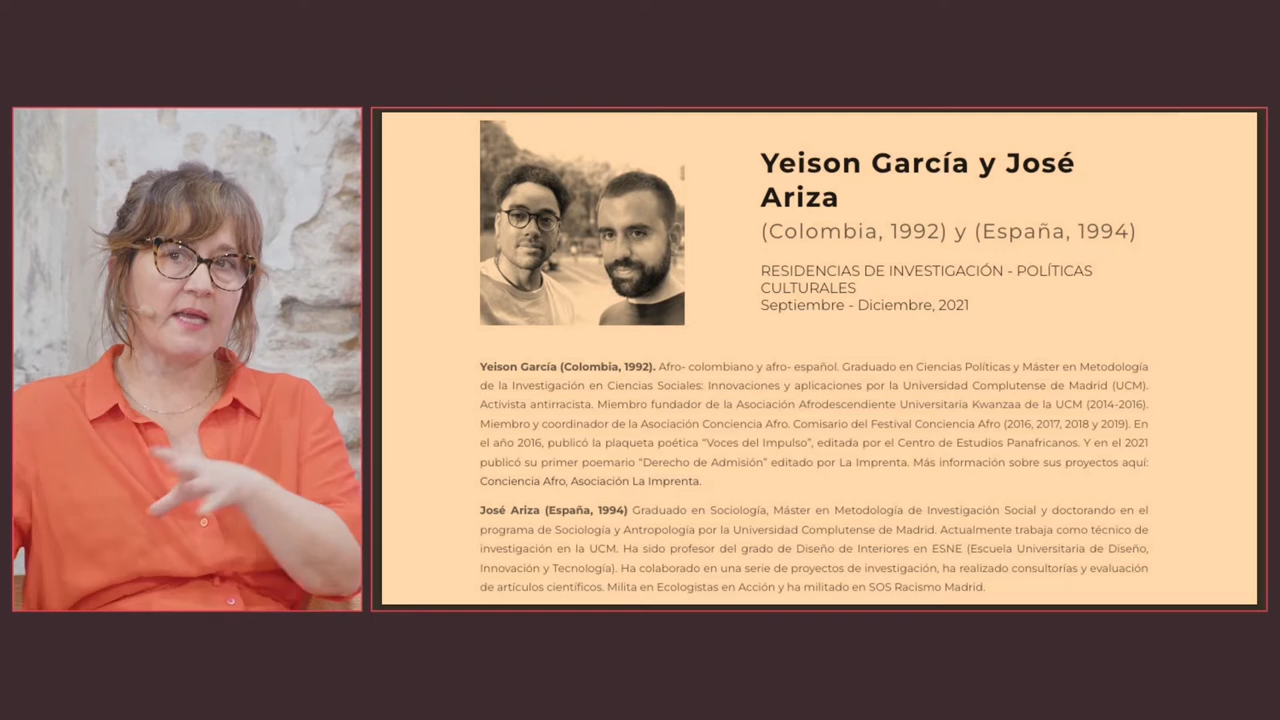 Yeison García y José
Ariza
(Colombia, 1992) y (España, 1994)
RESIDENCIAS DE INVESTIGACIÓN - POLÍTICAS
CULTURALES
Septiembre - Diciembre, 2021
Yeison García (Colombia, 1992). Afro- colombiano y afro- español. Graduado en Ciencias Políticas y Máster en Metodología
de la Investigación en Ciencias Sociales: Innovaciones y aplicaciones por la Universidad Complutense de Madrid (UCM).
Activista antirracista. Miembro fundador de la Asociación Afrodescendiente Universitaria Kwanzaa de la UCM (2014-2016).
Miembro y coordinador de la Asociación Conciencia Afro. Comisario del Festival Conciencia Afro (2016, 2017, 2018 y 2019). En
el año 2016, publicó la plaqueta poética “Voces del Impulso”, editada por el Centro de Estudios Panafricanos. Y en el 2021
publicó su primer poemario “Derecho de Admisión” editado por La Imprenta. Más información sobre sus proyectos aquí:
Conciencia Afro, Asociación La Imprenta.
José Ariza (España, 1994) Graduado en Sociología, Máster en Metodología de Investigación Social y doctorando en el
programa de Sociología y Antropología por la Universidad Complutense de Madrid. Actualmente trabaja como técnico de
investigación en la UCM. Ha sido profesor del grado de Diseño de Interiores en ESNE (Escuela Universitaria de Diseño,
Innovación y Tecnología). Ha colaborado en una serie de proyectos de investigación, ha realizado consultorías y evaluación
de artículos científicos. Milita en Ecologistas en Acción y ha militado en SOS Racismo Madrid.